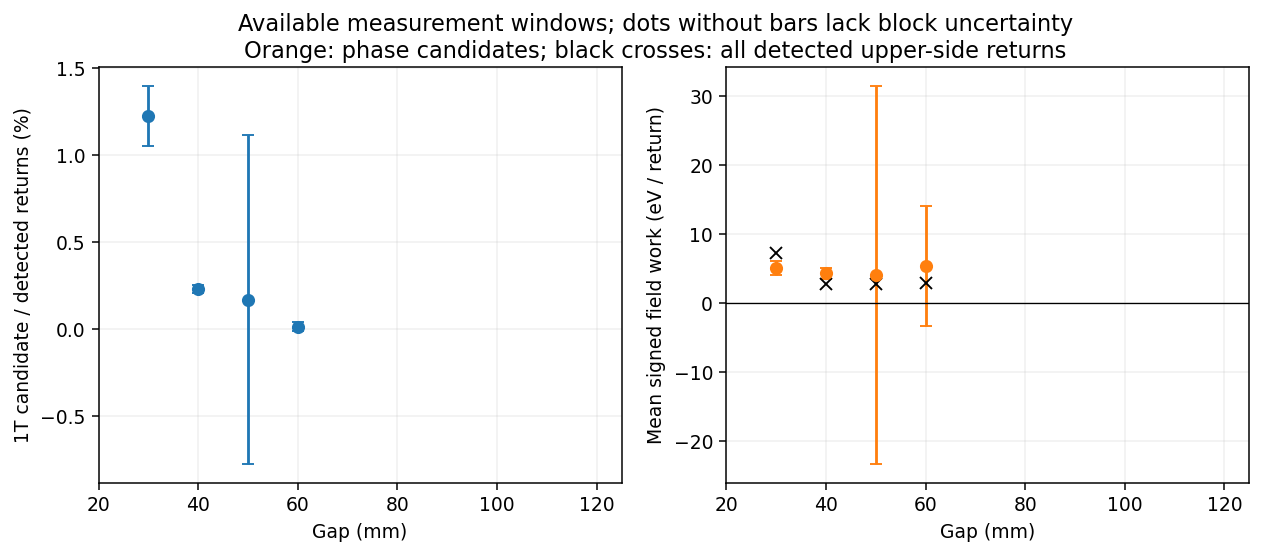 Available measurement windows; dots without bars lack block uncertainty
Orange: phase candidates; black crosses: all detected upper-side returns
1T candidate / detected returns (%)
1.5
1.0
0.5
0.0
−0.5
20 40 60 80 100 120
Gap (mm)
Mean signed field work (eV / return)
30
20
10
0
−10
−20
20 40 60 80 100 120
Gap (mm)